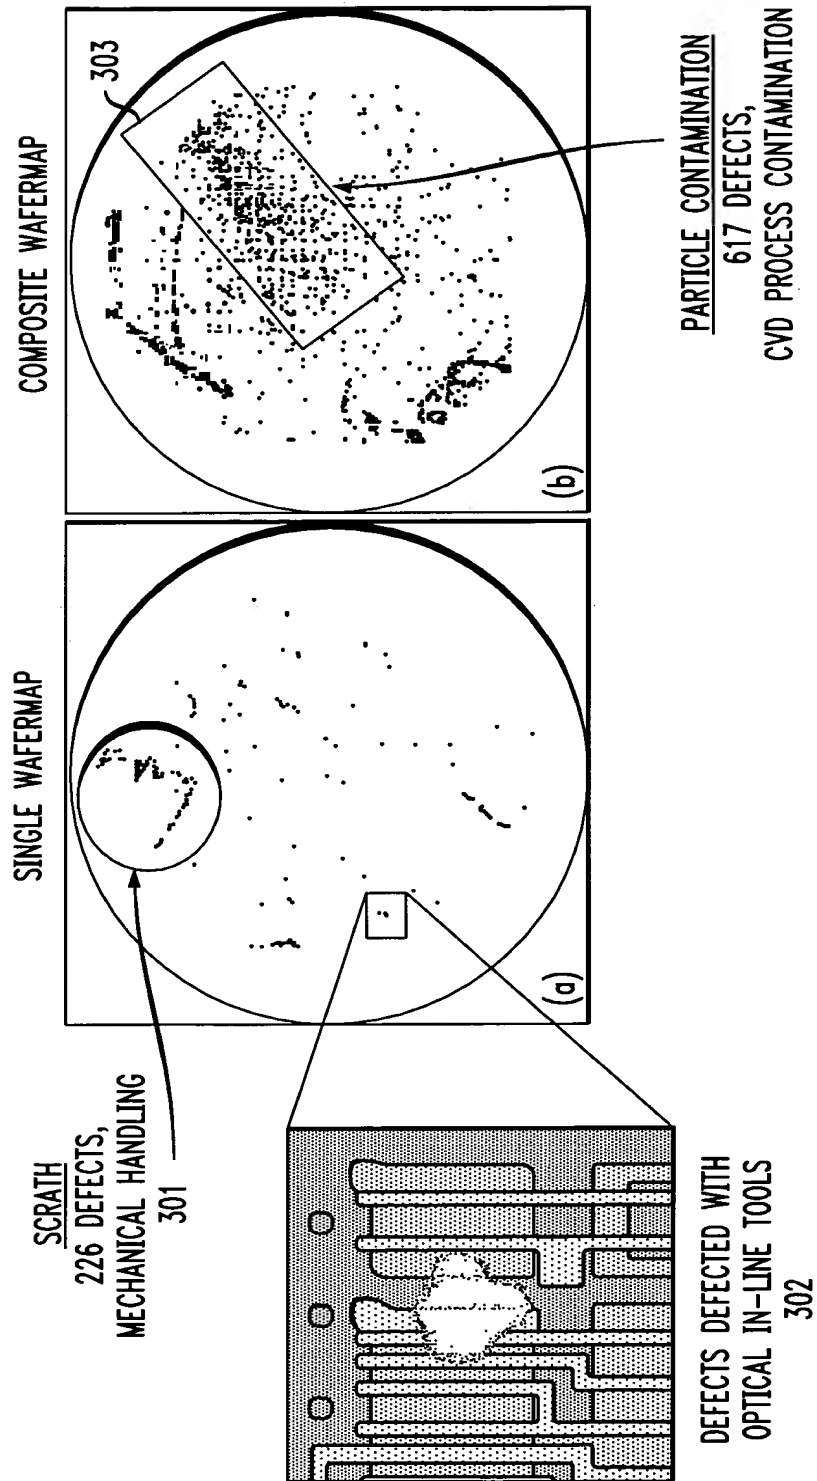 SINGLE WAFERMAP
COMPOSITE WAFERMAP
303
SCRATH
226 DEFECTS,
MECHANICAL HANDLING
301
(a)
(b)
DEFECTS DEFECTED WITH
OPTICAL IN-LINE TOOLS
302
PARTICLE CONTAMINATION
617 DEFECTS,
CVD PROCESS CONTAMINATION